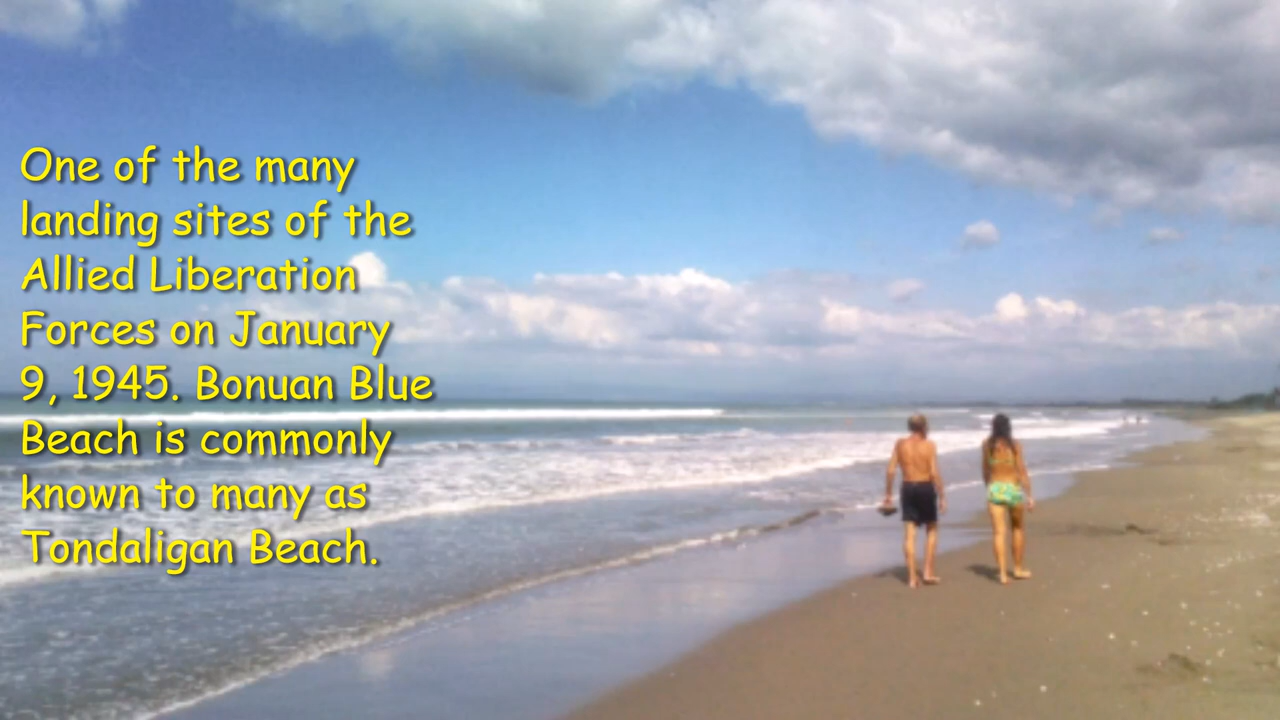 One of the many
landing sites of the
Allied Liberation
Forces on January
9, 1945. Bonuan Blue
Beach is commonly
known to many as
Tondaligan Beach.